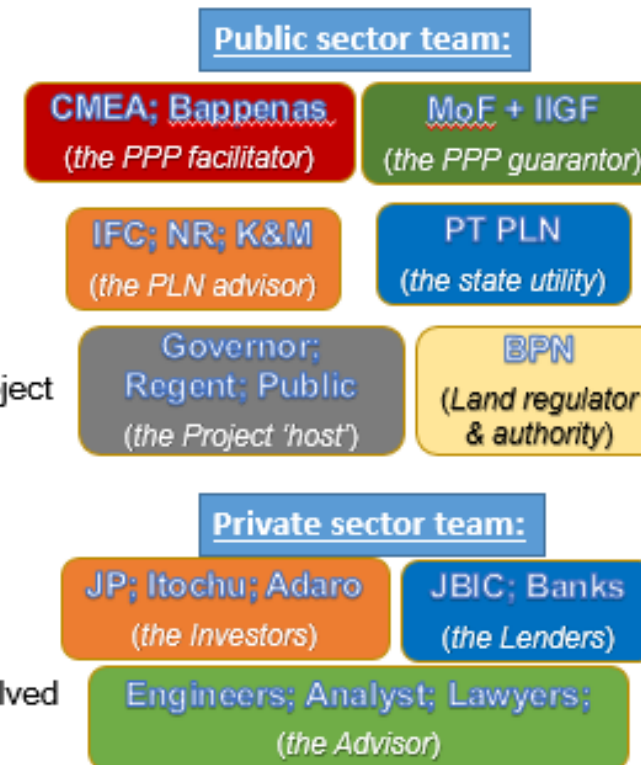 Public sector team:
CMEA; Bappenas
(the PPP facilitator)
MoF + IIGF
(the PPP guarantor)
IFC; NR; K&M
(the PLN advisor)
PT PLN
(the state utility)
Governor;
Regent; Public
(the Project ‘host’)
BPN
(Land regulator
& authority)
Private sector team:
JP; Itochu; Adaro
(the Investors)
JBIC; Banks
(the Lenders)
Engineers; Analyst; Lawyers;
(the Advisor)